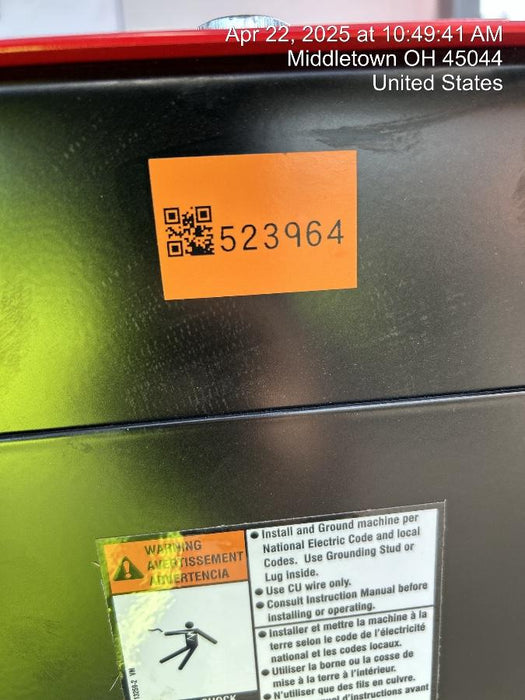 Apr 22, 2025 at 10:49:41 AM
Middletown OH 45044
United States
523964
WARNING
AVERTISSEMENT
ADVERTENCIA
● Install and Ground machine per
National Electric Code and local
Codes. Use Grounding Stud or
Lug inside.
● Use CU wire only.
● Consult Instruction Manual before
installing or operating.
● Installer et mettre la machine à la
terre selon le code de l'électricité
national et les codes locaux.
● Utiliser la borne ou la cosse de
mise à la terre à l'intérieur.
● N'utiliser que des fils en cuivre.
d'instructions avant
SHOCK